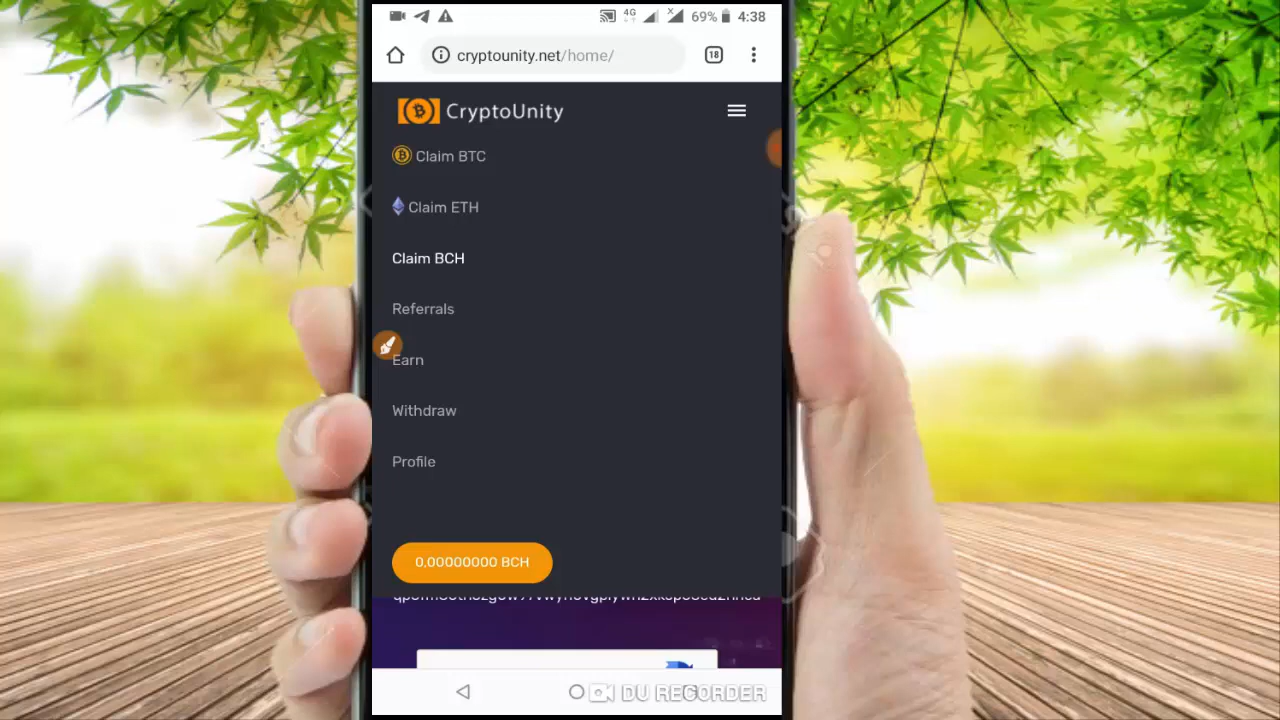 4G 69% 4:38
cryptounity.net/home/ 18
CryptoUnity
Claim BTC
Claim ETH
Claim BCH
Referrals
Earn
Withdraw
Profile
0,00000000 BCH
DU RECORDER